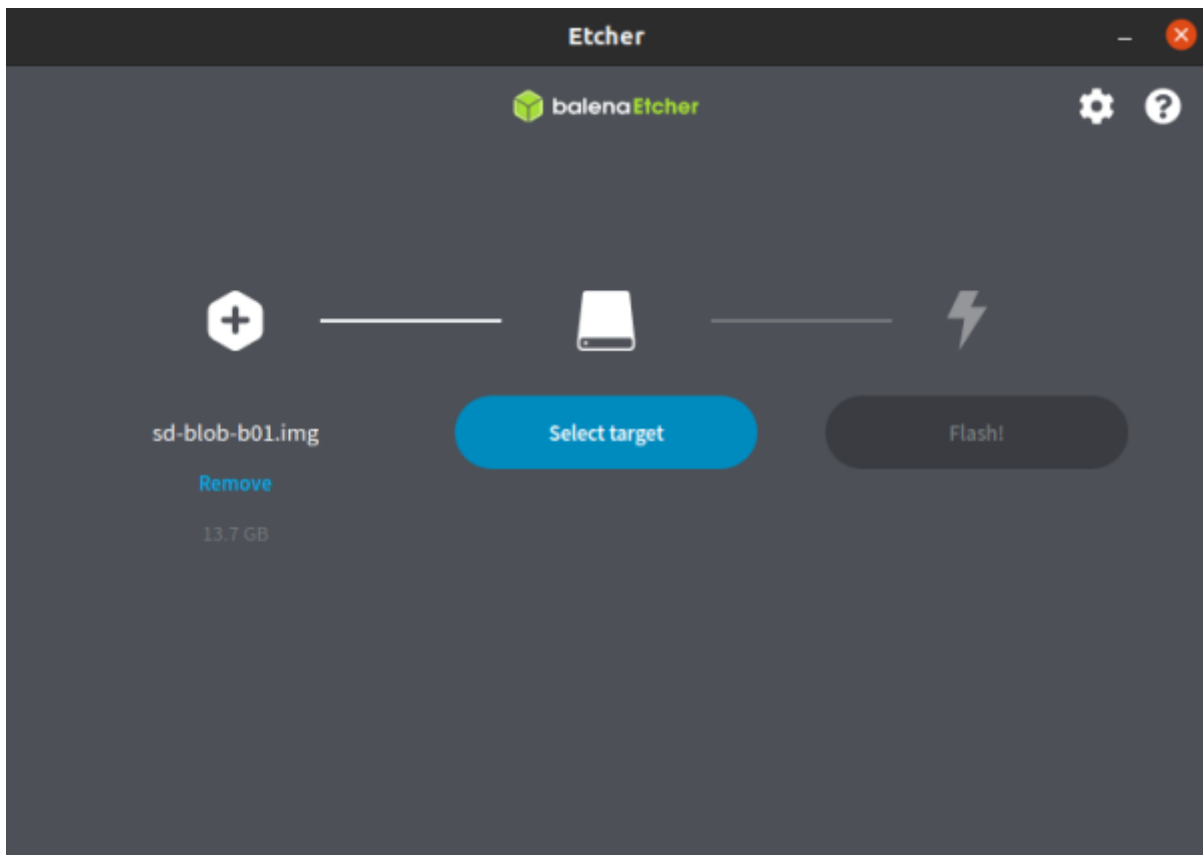 Etcher
balenaEtcher
sd-blob-b01.img
Select target
Flash!
Remove
13.7 GB